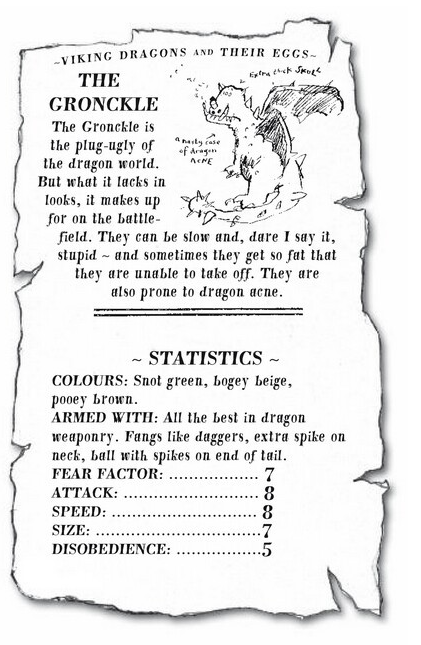 ~VIKING DRAGONS AND THEIR EGGS~
THE
GRONCKLE
Extra thick SKULL
a nasty case
of dragon
ACNE
The Gronckle is
the plug-ugly of
the dragon world.
But what it lacks in
looks, it makes up
for on the battle-
field. They can be slow and, dare I say it,
stupid ~ and sometimes they get so fat that
they are unable to take off. They are
also prone to dragon acne.
~ STATISTICS ~
COLOURS: Snot green, bogey beige,
pooey brown.
ARMED WITH: All the best in dragon
weaponry. Fangs like daggers, extra spike on
neck, ball with spikes on end of tail.
FEAR FACTOR: ..................... 7
ATTACK: ............................... 8
SPEED: ................................. 8
SIZE: .....................................7
DISOBEDIENCE: ....................5